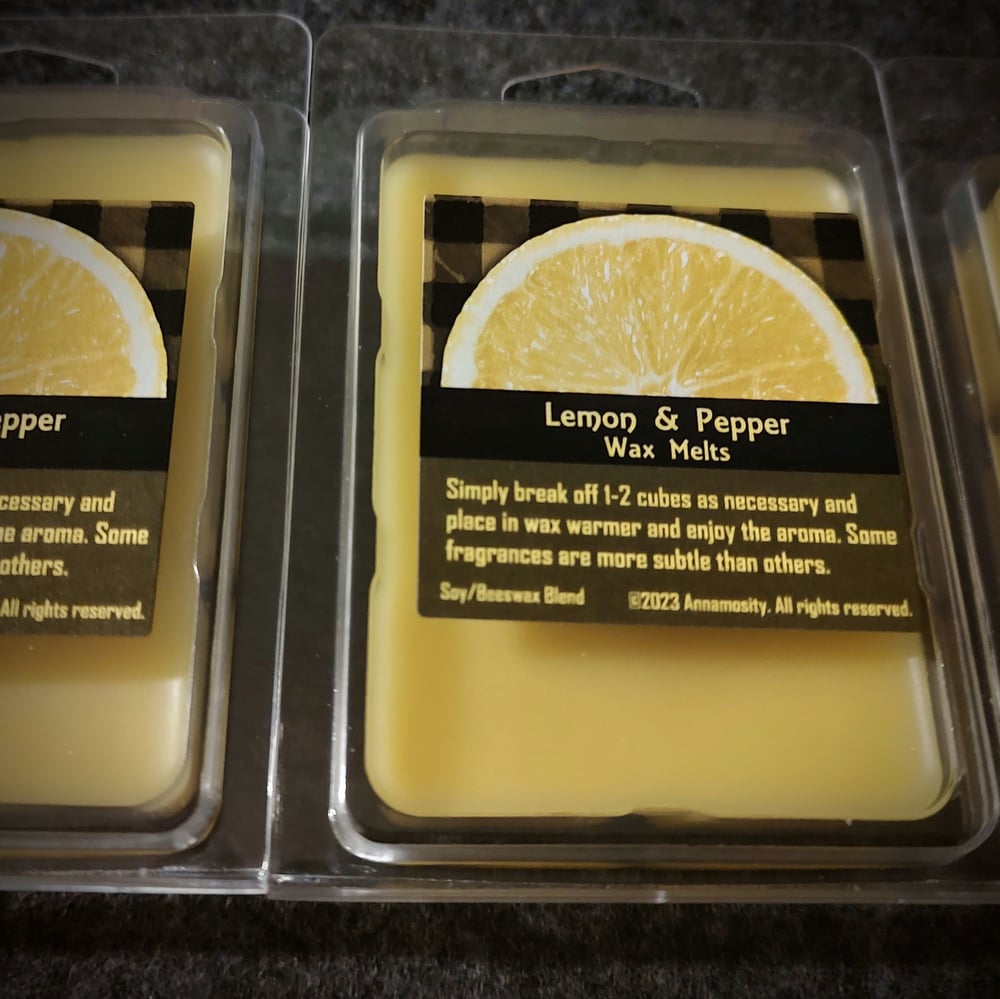 epper
cessary and
he aroma. Some
others.
All rights reserved.
Lemon & Pepper
Wax Melts
Simply break off 1-2 cubes as necessary and
place in wax warmer and enjoy the aroma. Some
fragrances are more subtle than others.
Soy/Beeswax Blend ©2023 Annamosity. All rights reserved.